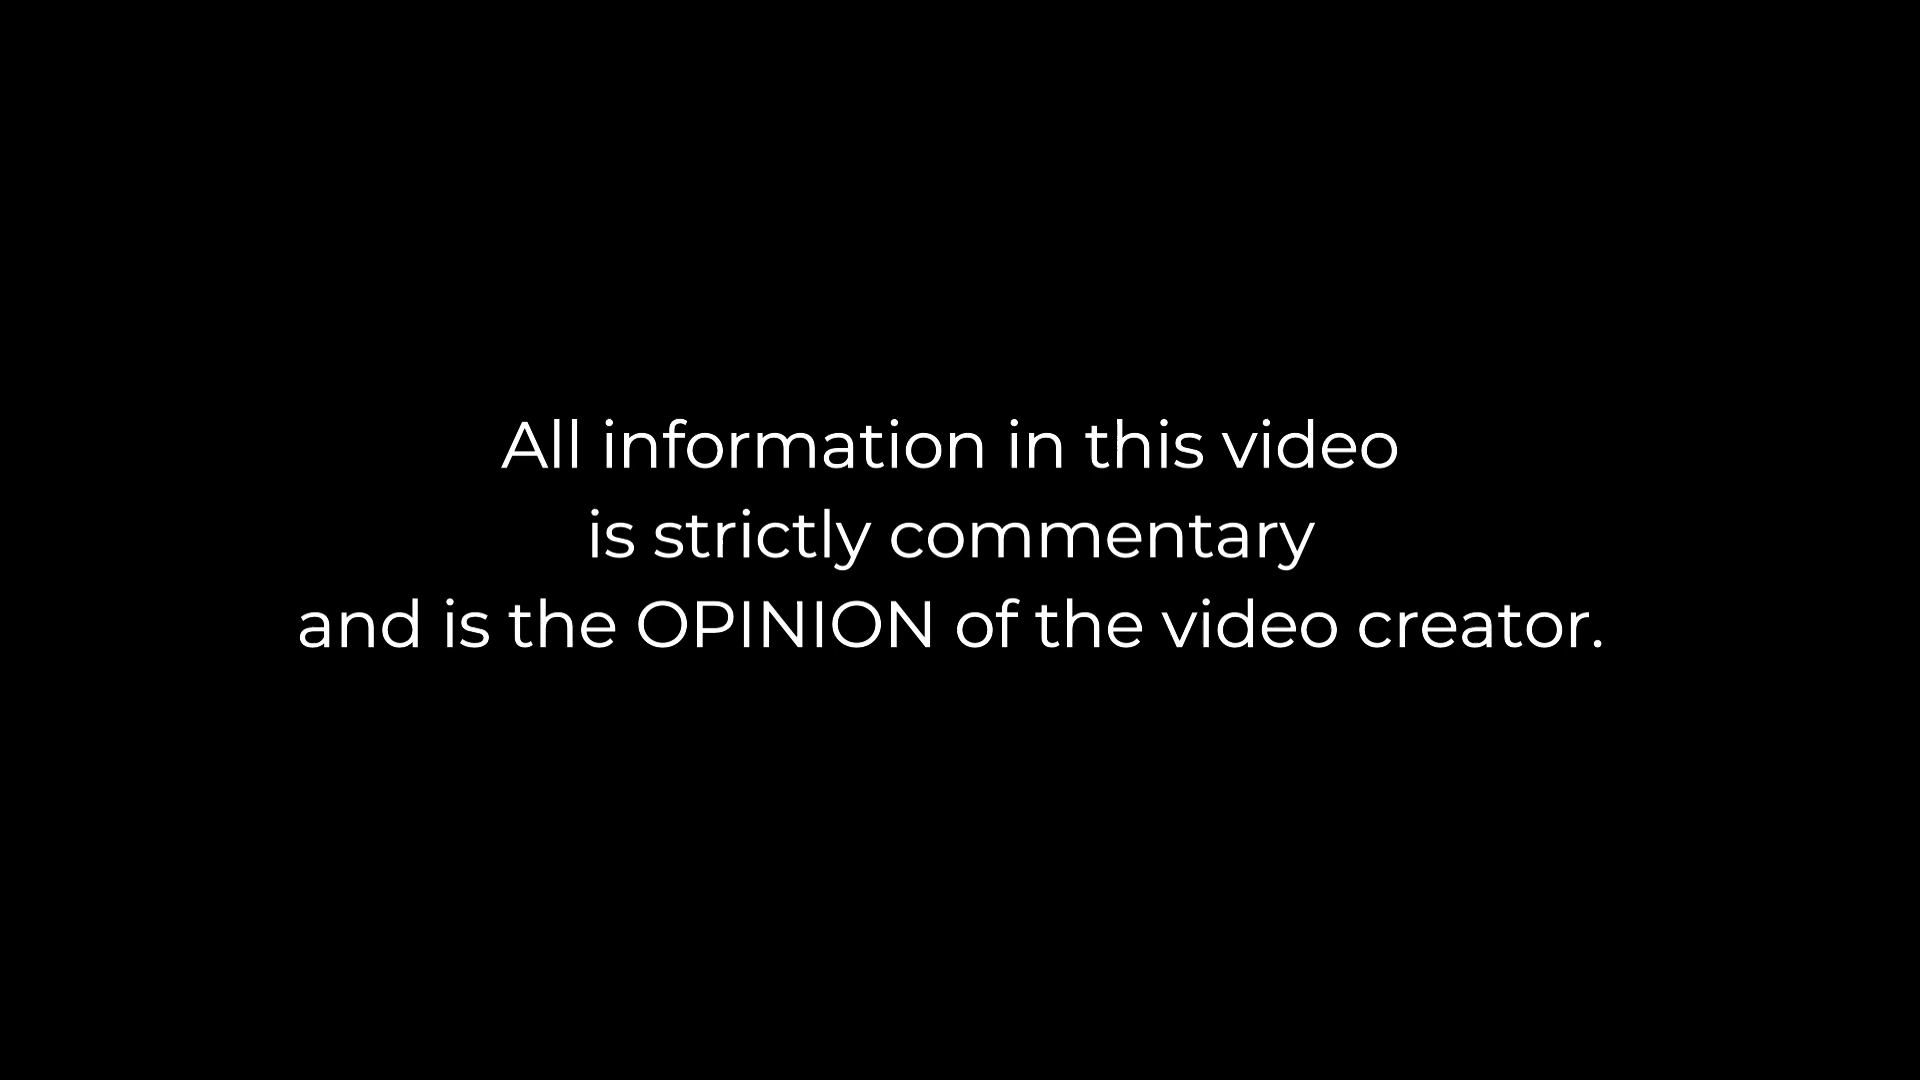 All information in this video
is strictly commentary
and is the OPINION of the video creator.